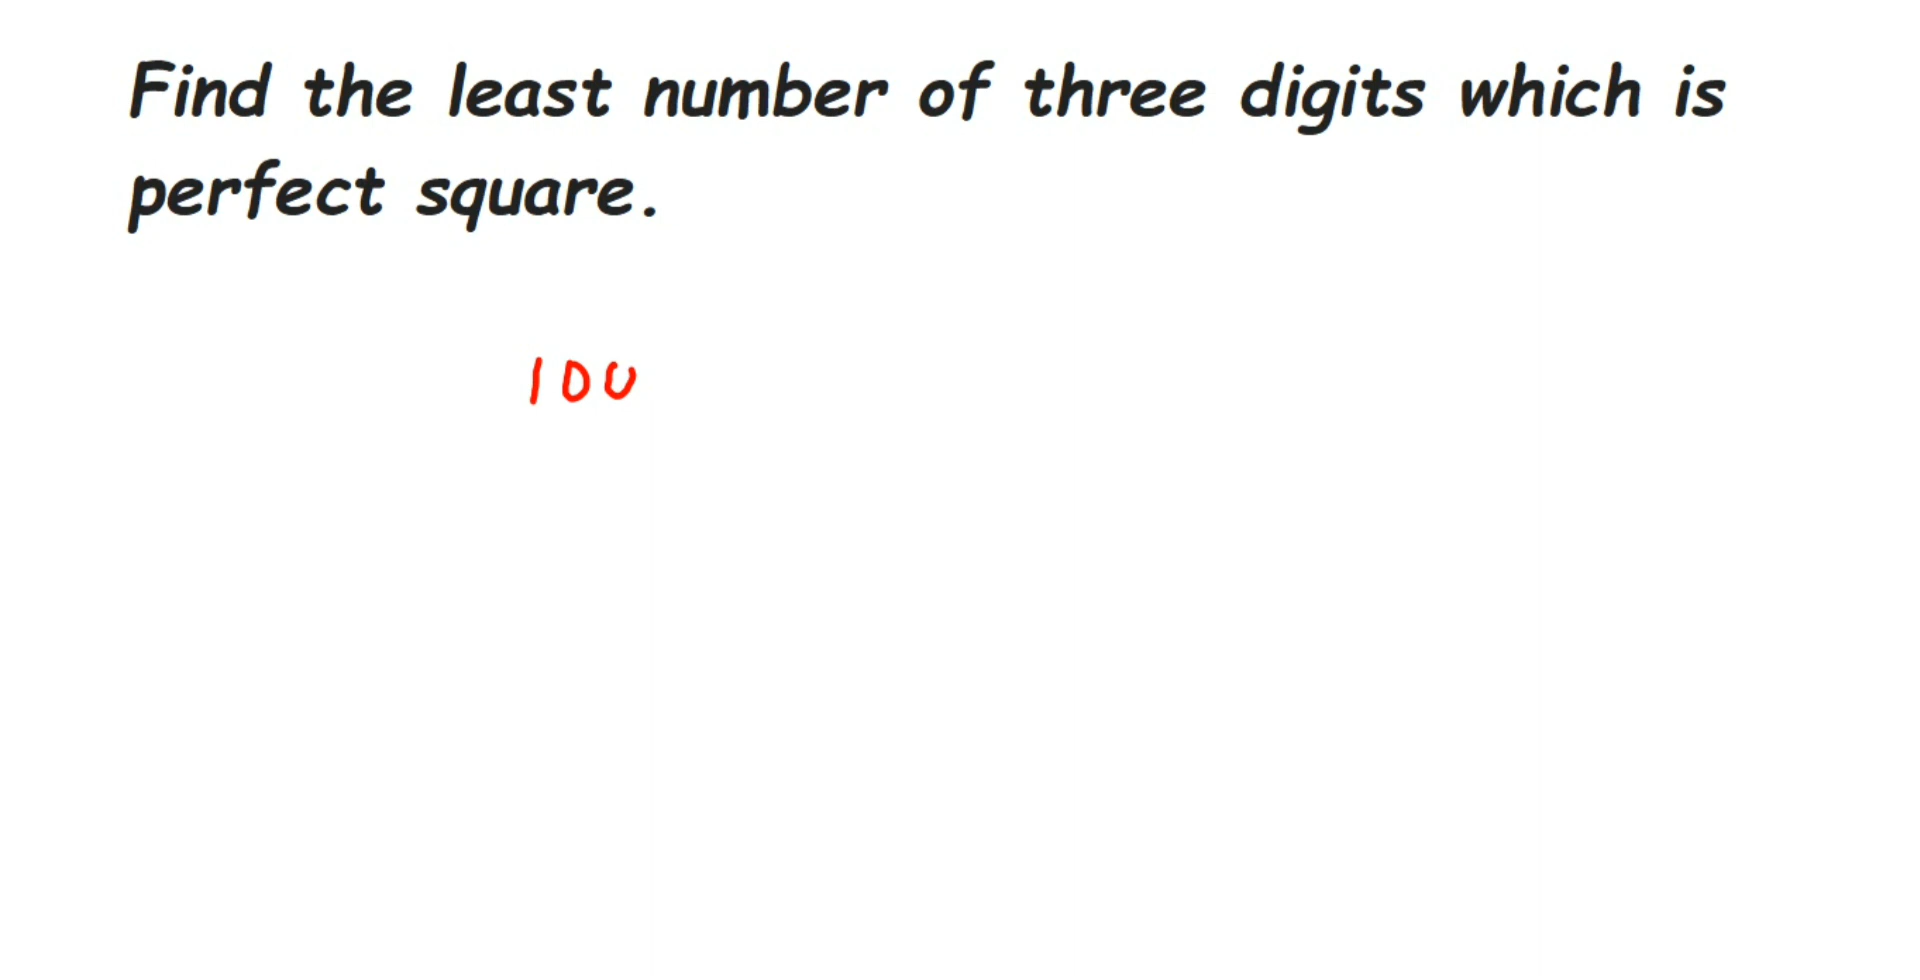 Find the least number of three digits which is
perfect square.
100